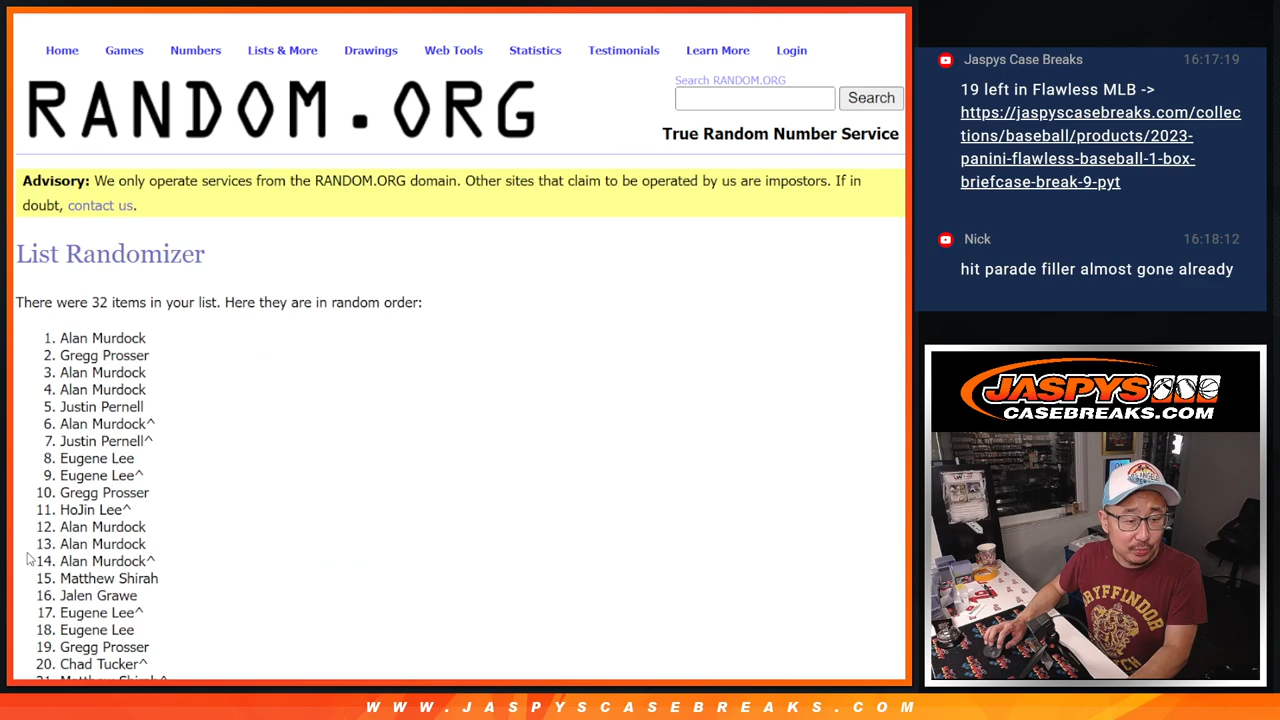 Home Games Numbers Lists & More Drawings Web Tools Statistics Testimonials Learn More Login
RANDOM.ORG
Search RANDOM.ORG
Search
True Random Number Service
Advisory: We only operate services from the RANDOM.ORG domain. Other sites that claim to be operated by us are impostors. If in
doubt, contact us.
List Randomizer
There were 32 items in your list. Here they are in random order:
1. Alan Murdock
2. Gregg Prosser
3. Alan Murdock
4. Alan Murdock
5. Justin Pernell
6. Alan Murdock^
7. Justin Pernell^
8. Eugene Lee
9. Eugene Lee^
10. Gregg Prosser
11. HoJin Lee^
12. Alan Murdock
13. Alan Murdock
14. Alan Murdock^
15. Matthew Shirah
16. Jalen Grawe
17. Eugene Lee^
18. Eugene Lee
19. Gregg Prosser
20. Chad Tucker^
21. Matthew Shirah^
Jaspys Case Breaks 16:17:19
19 left in Flawless MLB ->
https://jaspyscasebreaks.com/collec
tions/baseball/products/2023-
panini-flawless-baseball-1-box-
briefcase-break-9-pyt
Nick 16:18:12
hit parade filler almost gone already
JASPYS
CASEBREAKS.COM
GRYFFINDOR
WWW.JASPYSCASEBREAKS.COM